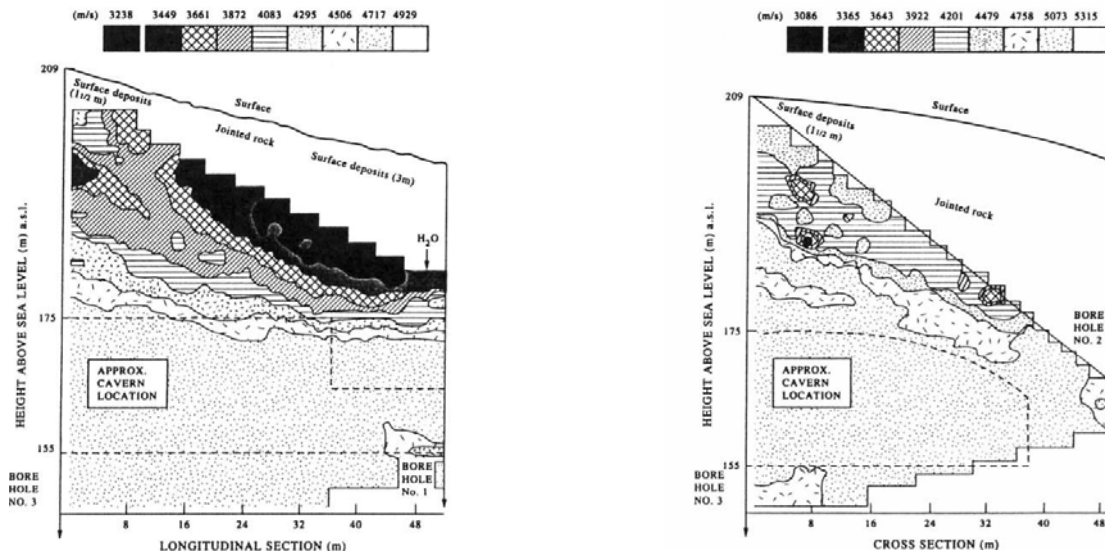 (m/s) 3238 3449 3661 3872 4083 4295 4506 4717 4929
209
Surface deposits
(1 1/2 m)
Surface
Jointed rock
Surface deposits (3m)
H2O
HEIGHT ABOVE SEA LEVEL (m) a.s.l.
175
APPROX.
CAVERN
LOCATION
155
BORE
HOLE
NO. 3
BORE
HOLE
No. 1
8 16 24 32 40 48
LONGITUDINAL SECTION (m)
(m/s) 3086 3365 3643 3922 4201 4479 4758 5073 5315
209
Surface deposits
(1 1/2 m)
Surface
Jointed rock
HEIGHT ABOVE SEA LEVEL (m) a.s.l.
175
BORE
HOLE
NO. 2
APPROX.
CAVERN
LOCATION
155
BORE
HOLE
NO. 3
8 16 24 32 40 48
CROSS SECTION (m)